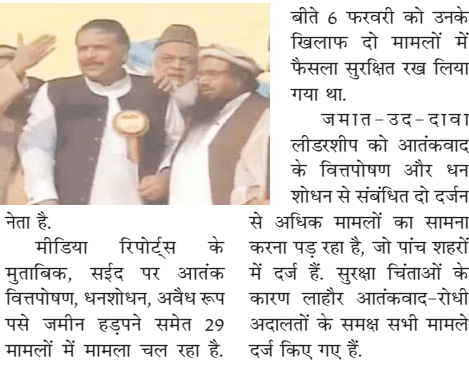 नेता है.
मीडिया रिपोर्ट्स के
मुताबिक, सईद पर आतंक
वित्तपोषण, धनशोधन, अवैध रूप
पसे जमीन हड़पने समेत 29
मामलों में मामला चल रहा है.
बीते 6 फरवरी को उनके
खिलाफ दो मामलों में
फैसला सुरक्षित रख लिया
गया था.
जमात-उद-दावा
लीडरशीप को आतंकवाद
के वित्तपोषण और धन
शोधन से संबंधित दो दर्जन
से अधिक मामलों का सामना
करना पड़ रहा है, जो पांच शहरों
में दर्ज हैं. सुरक्षा चिंताओं के
कारण लाहौर आतंकवाद-रोधी
अदालतों के समक्ष सभी मामले
दर्ज किए गए हैं.